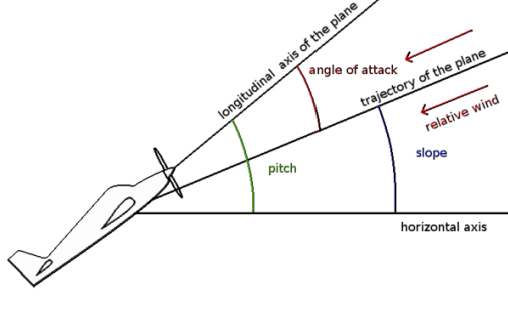 longitudinal axis of the plane
angle of attack
trajectory of the plane
relative wind
slope
pitch
horizontal axis